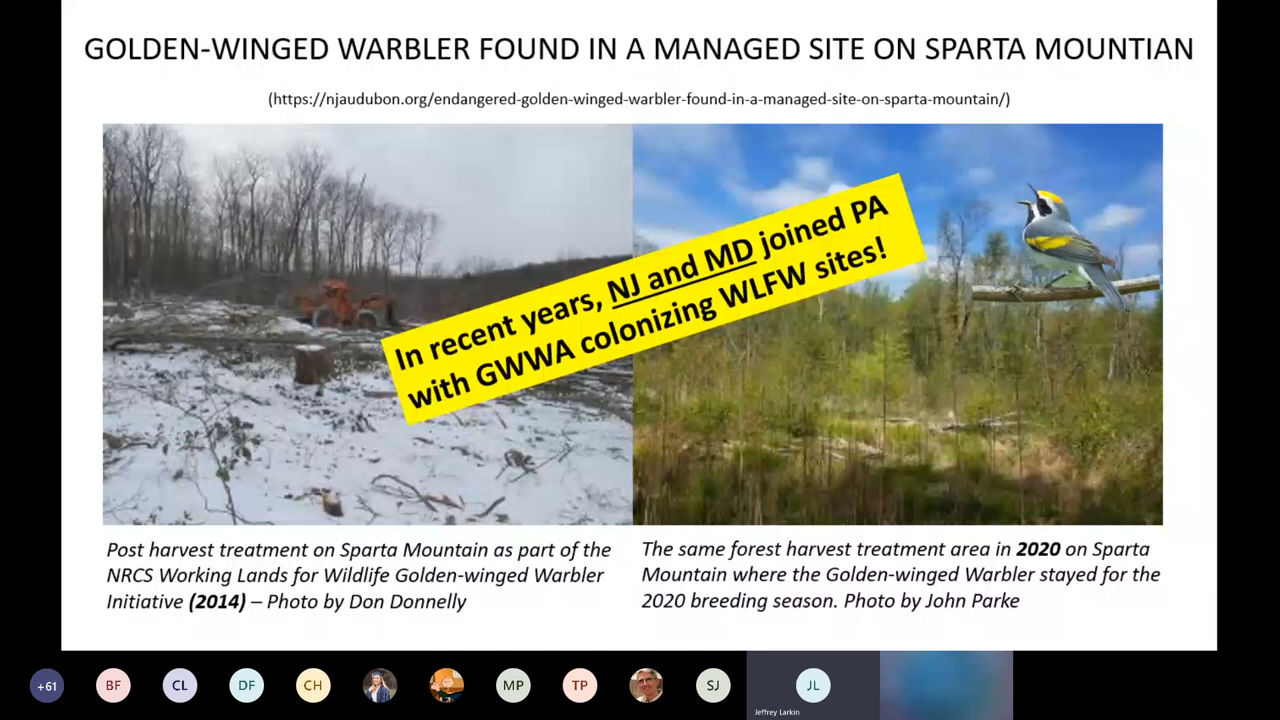 GOLDEN-WINGED WARBLER FOUND IN A MANAGED SITE ON SPARTA MOUNTIAN
(https://njaudubon.org/endangered-golden-winged-warbler-found-in-a-managed-site-on-sparta-mountain/)
In recent years, NJ and MD joined PA
with GWWA colonizing WLFW sites!
Post harvest treatment on Sparta Mountain as part of the
NRCS Working Lands for Wildlife Golden-winged Warbler
Initiative (2014) – Photo by Don Donnelly
The same forest harvest treatment area in 2020 on Sparta
Mountain where the Golden-winged Warbler stayed for the
2020 breeding season. Photo by John Parke
+61 BF CL DF CH MP TP SJ JL
Jeffrey Larkin